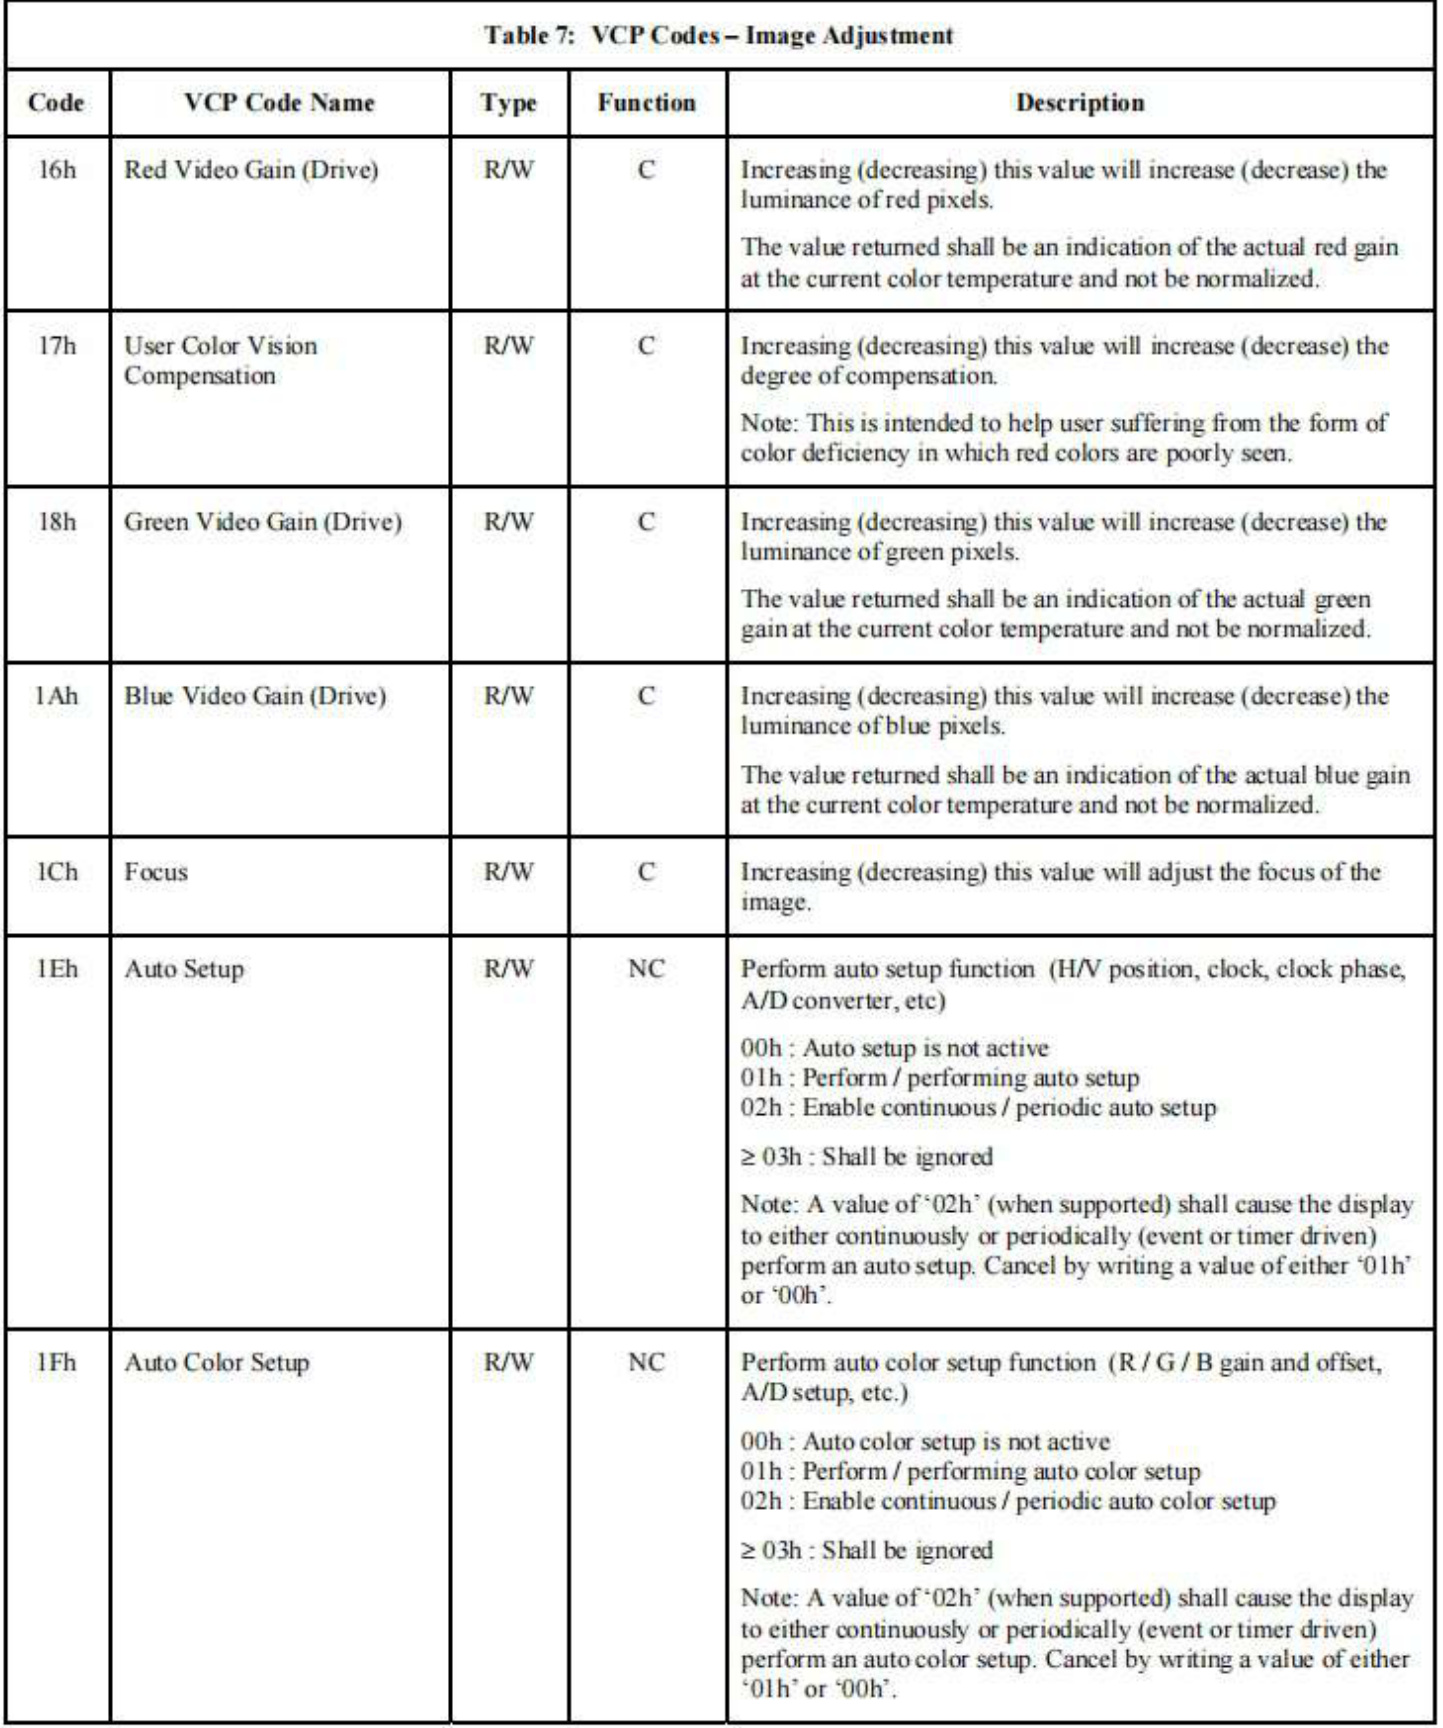 Table 7: VCP Codes – Image Adjustment
Code VCP Code Name Type Function Description
16h Red Video Gain (Drive) R/W C Increasing (decreasing) this value will increase (decrease) the
luminance of red pixels.
The value returned shall be an indication of the actual red gain
at the current color temperature and not be normalized.
17h User Color Vision R/W C Increasing (decreasing) this value will increase (decrease) the
Compensation degree of compensation.
Note: This is intended to help user suffering from the form of
color deficiency in which red colors are poorly seen.
18h Green Video Gain (Drive) R/W C Increasing (decreasing) this value will increase (decrease) the
luminance of green pixels.
The value returned shall be an indication of the actual green
gain at the current color temperature and not be normalized.
1Ah Blue Video Gain (Drive) R/W C Increasing (decreasing) this value will increase (decrease) the
luminance of blue pixels.
The value returned shall be an indication of the actual blue gain
at the current color temperature and not be normalized.
1Ch Focus R/W C Increasing (decreasing) this value will adjust the focus of the
image.
1Eh Auto Setup R/W NC Perform auto setup function (H/V position, clock, clock phase,
A/D converter, etc)
00h : Auto setup is not active
01h : Perform / performing auto setup
02h : Enable continuous / periodic auto setup
≥ 03h : Shall be ignored
Note: A value of ‘02h’ (when supported) shall cause the display
to either continuously or periodically (event or timer driven)
perform an auto setup. Cancel by writing a value of either ‘01h’
or ‘00h’.
1Fh Auto Color Setup R/W NC Perform auto color setup function (R / G / B gain and offset,
A/D setup, etc.)
00h : Auto color setup is not active
01h : Perform / performing auto color setup
02h : Enable continuous / periodic auto color setup
≥ 03h : Shall be ignored
Note: A value of ‘02h’ (when supported) shall cause the display
to either continuously or periodically (event or timer driven)
perform an auto color setup. Cancel by writing a value of either
‘01h’ or ‘00h’.